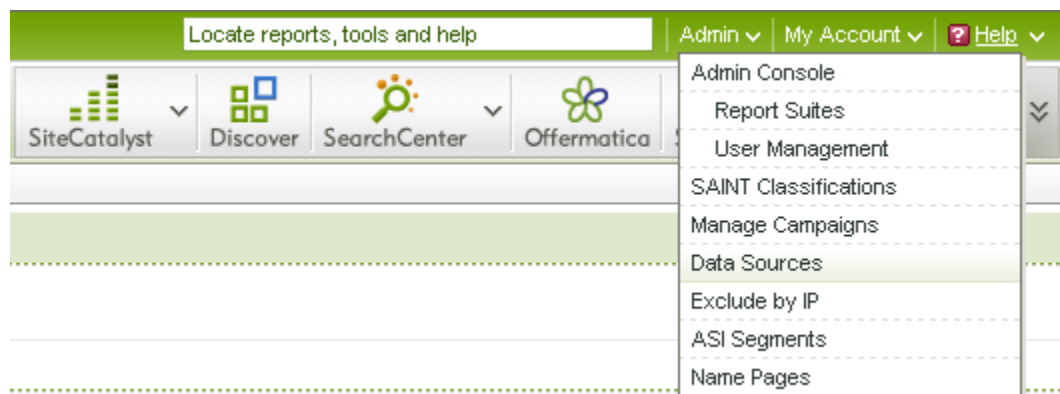 Locate reports, tools and help
Admin
My Account
? Help
SiteCatalyst
Discover
SearchCenter
Offermatica
Admin Console
Report Suites
User Management
SAINT Classifications
Manage Campaigns
Data Sources
Exclude by IP
ASI Segments
Name Pages